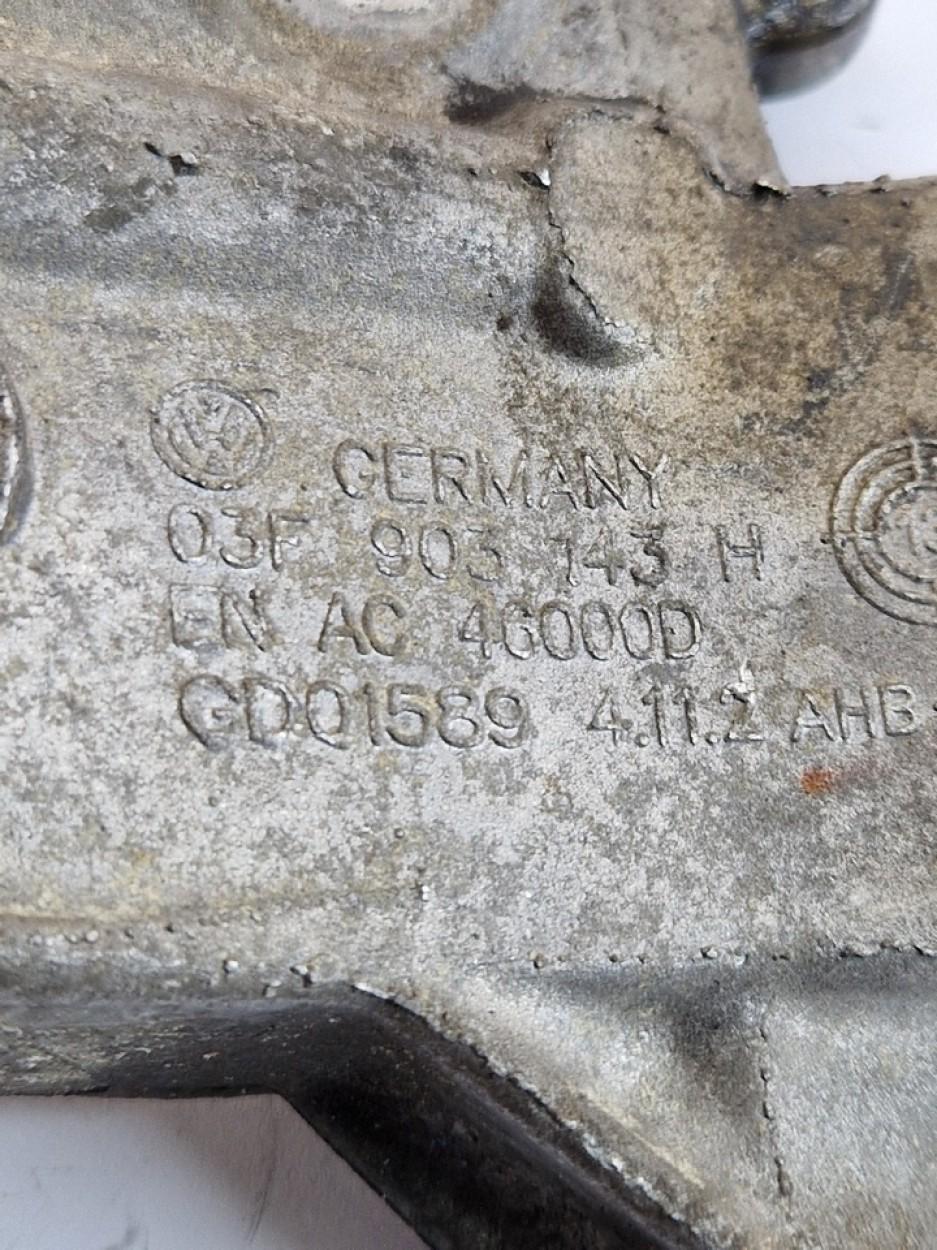 GERMANY
03F 903 143 H
EN AC 46000D
GD01589 4.11.2 AHB